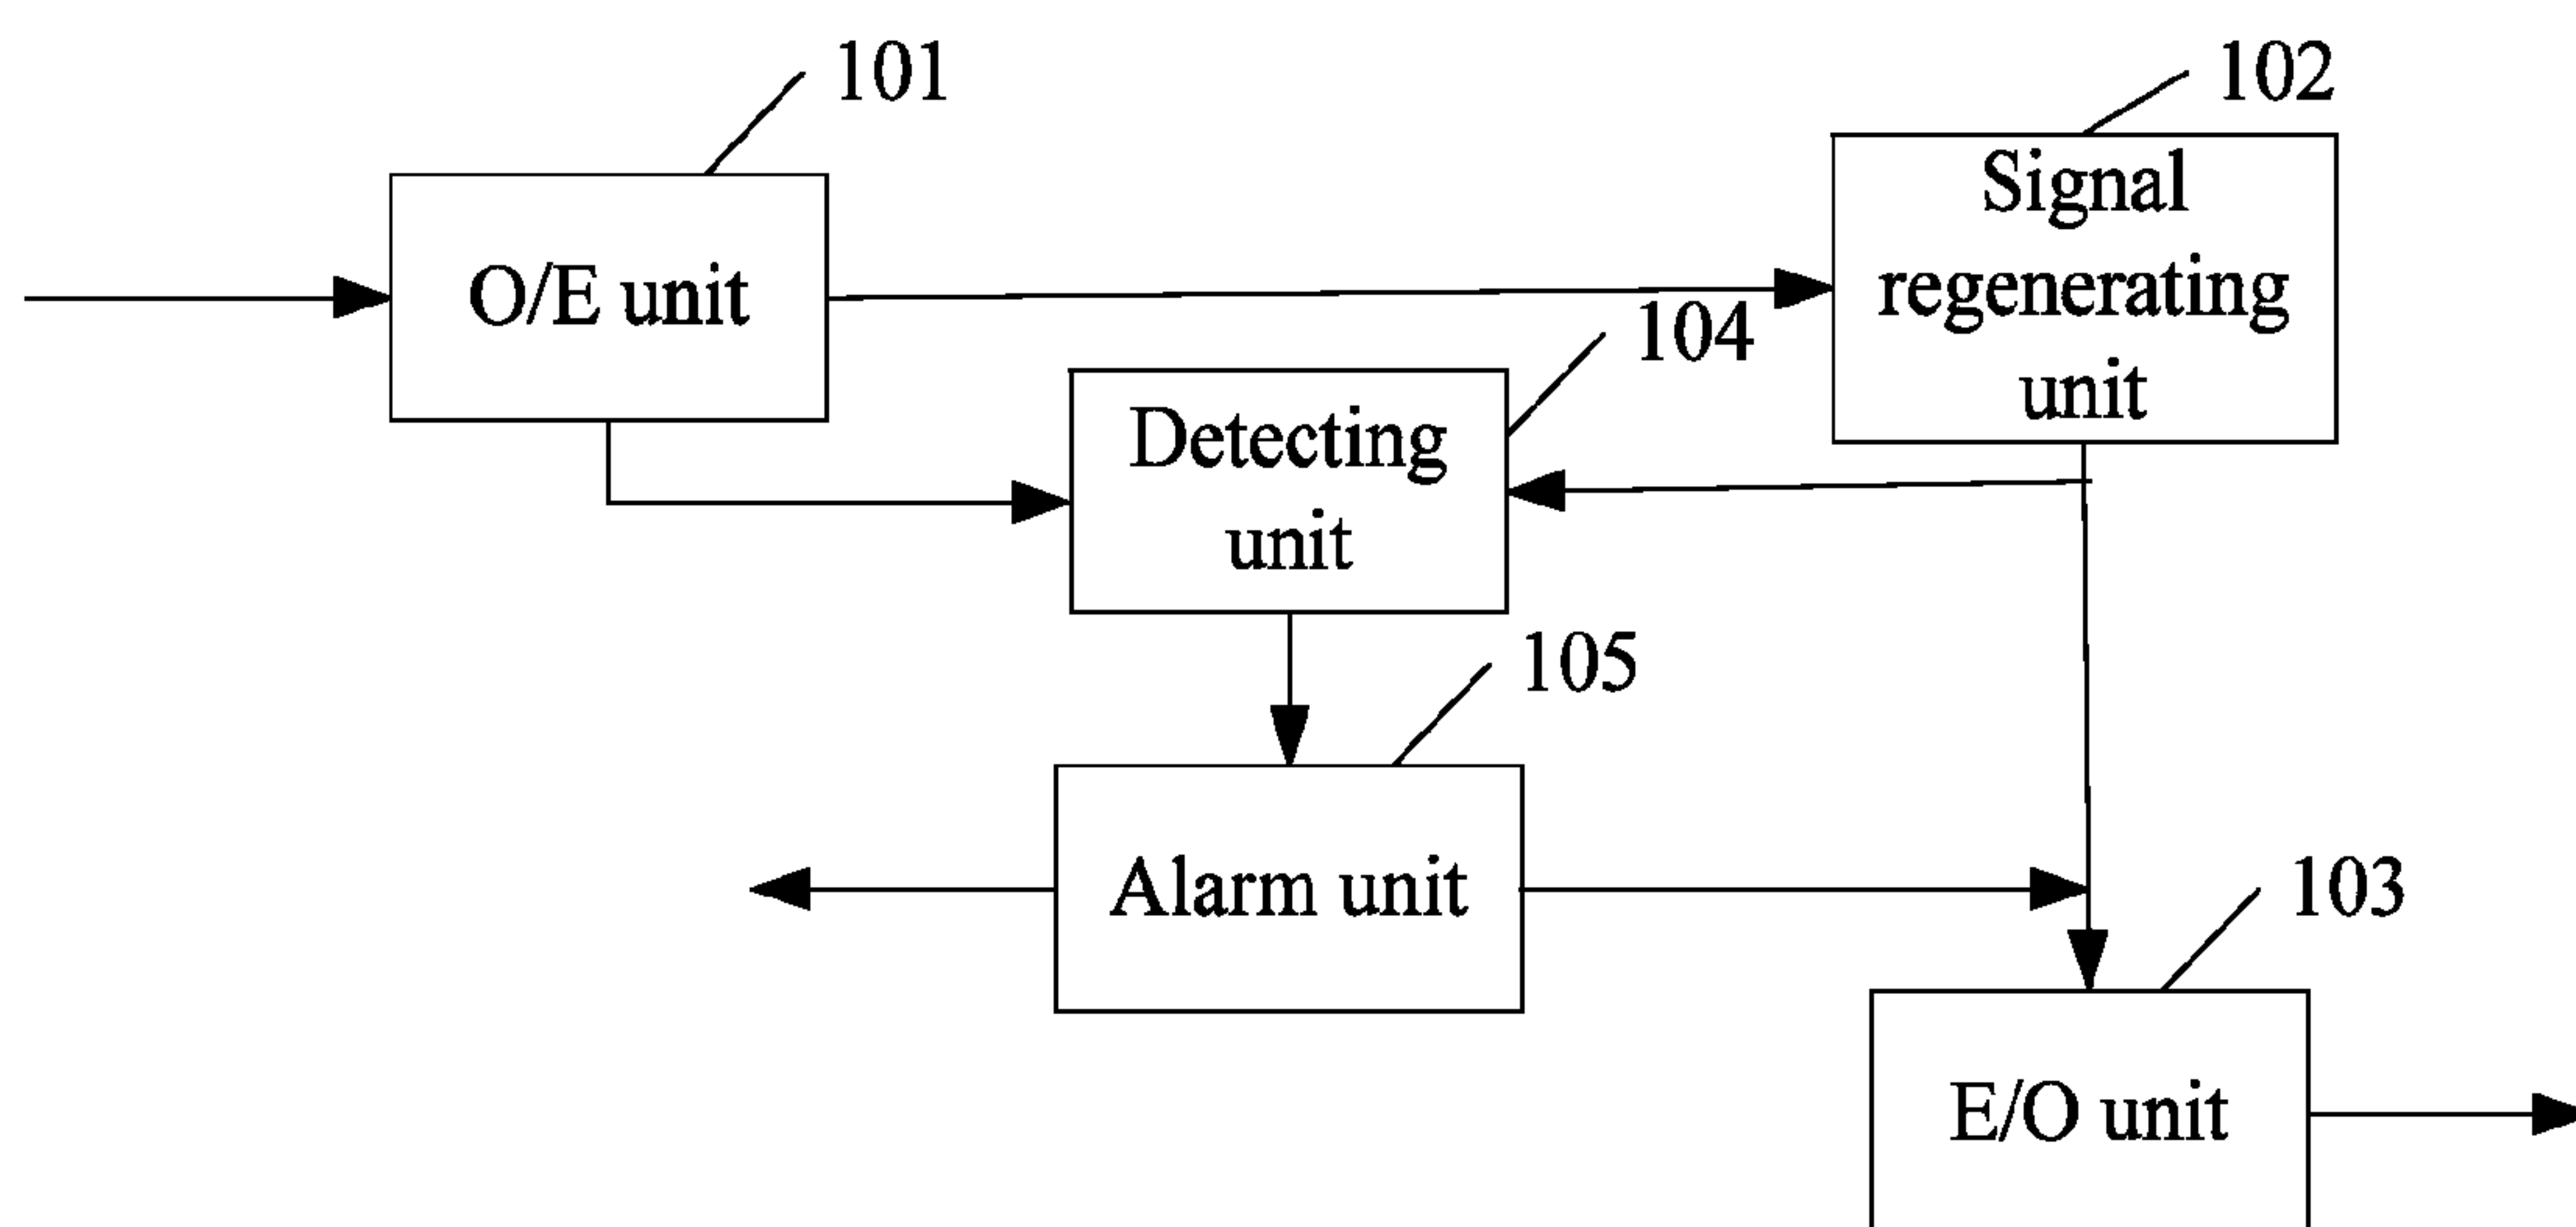 101
102
O/E unit
Signal
regenerating
unit
104
Detecting
unit
105
Alarm unit
103
E/O unit